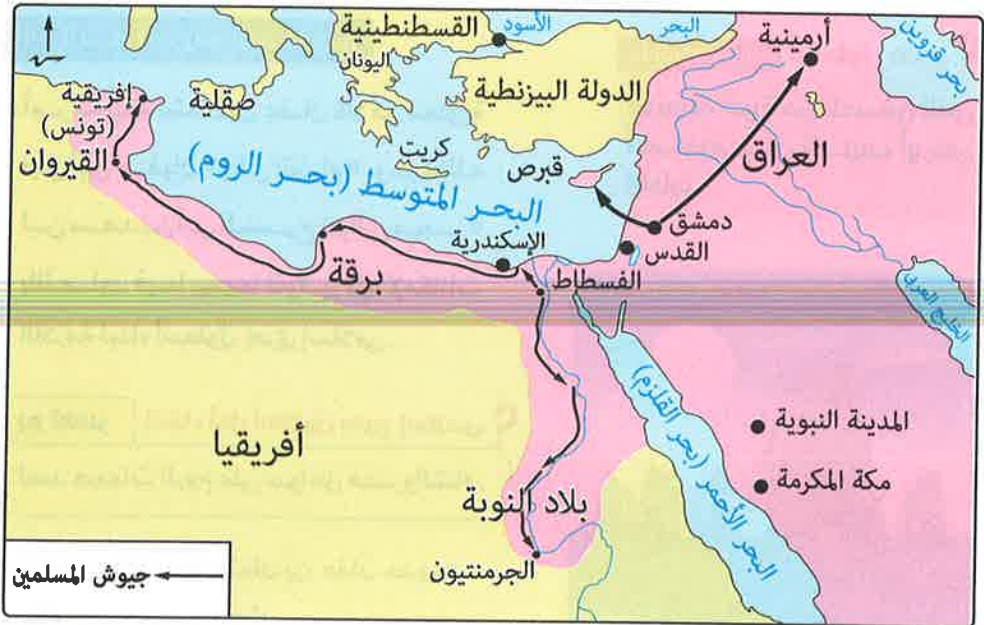 القسطنطينية
الأسود
البحر
أرمينية
بحر قزوين
اليونان
الدولة البيزنطية
إفريقية
(تونس)
صقلية
القيروان
كريت
قبرص
العراق
البحر المتوسط (بحر الروم)
دمشق
القدس
الإسكندرية
الفسطاط
برقة
الخليج العربي
البحر الأحمر (بحر القلزم)
المدينة النبوية
مكة المكرمة
أفريقيا
بلاد النوبة
الجرمنتيون
جيوش المسلمين